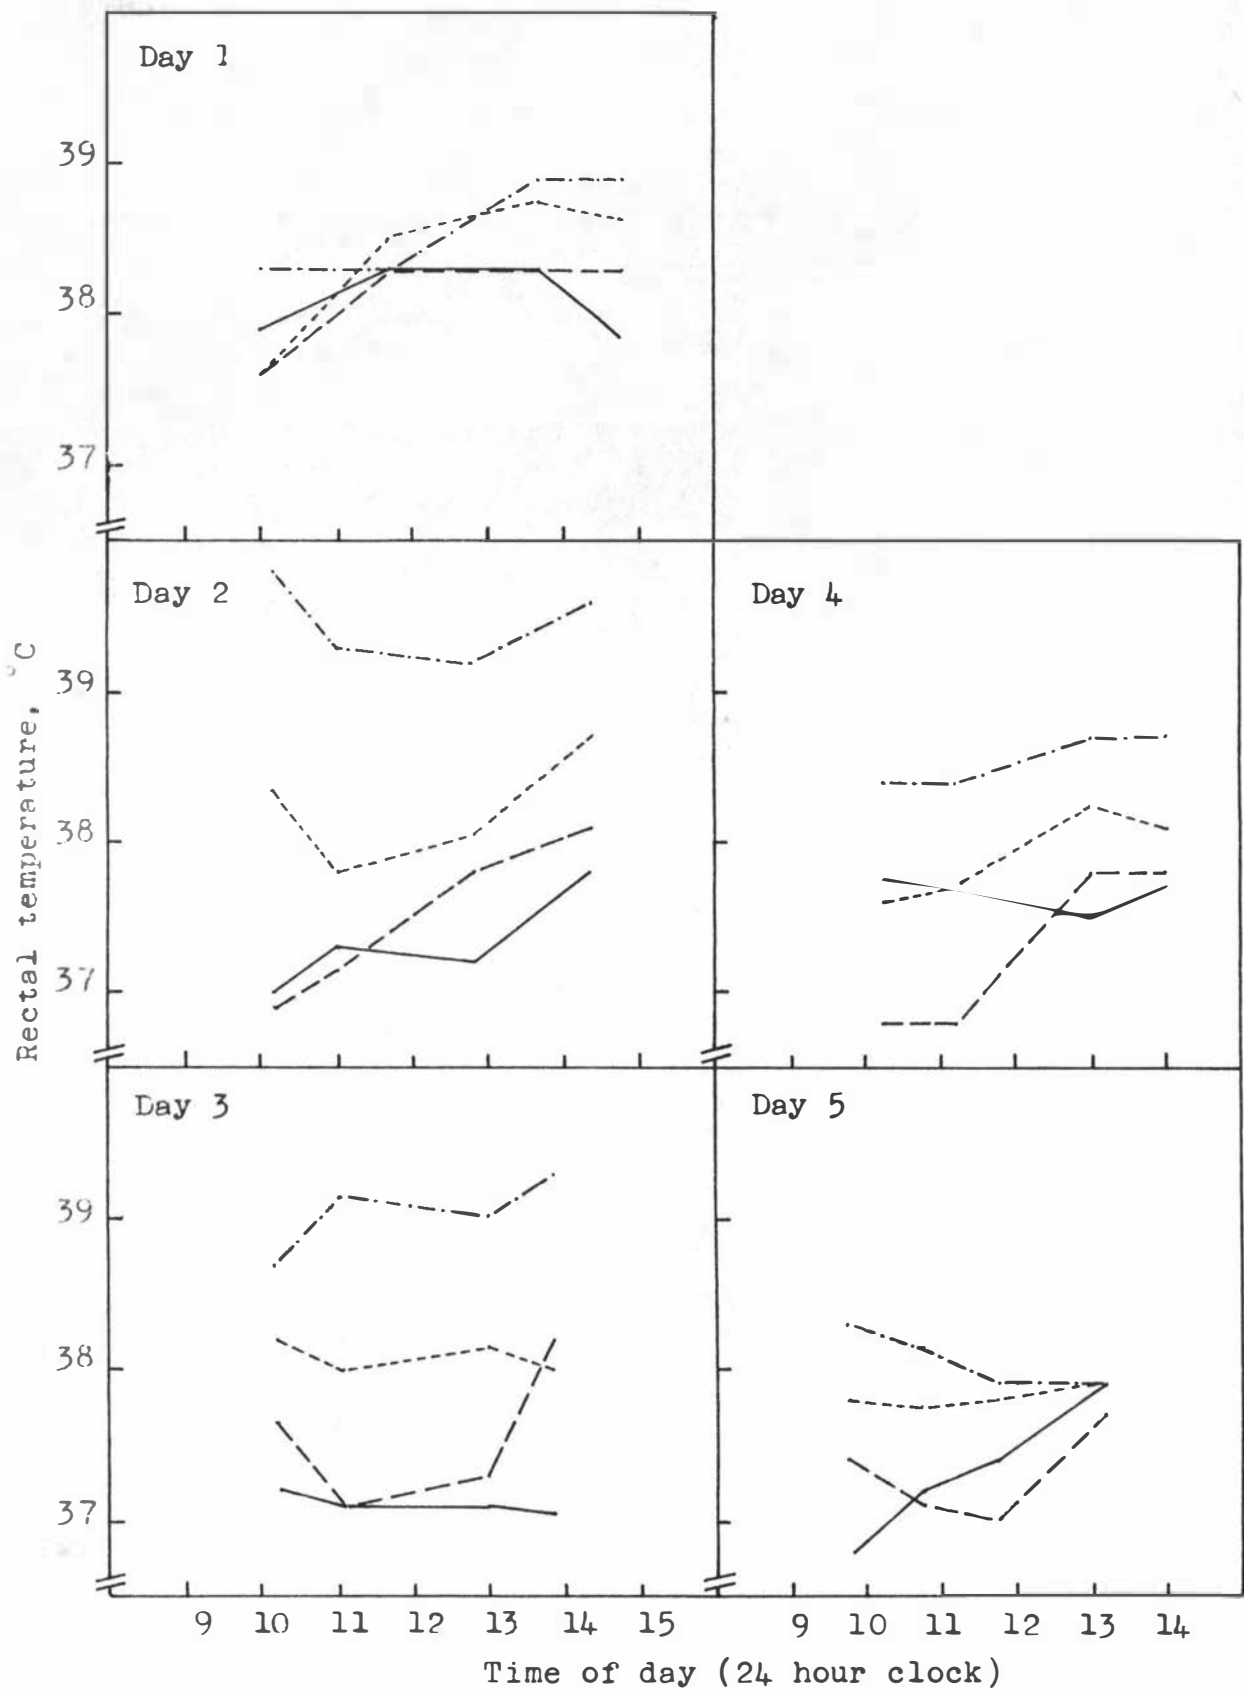 Day 1
39
38
37
Day 2
Day 4
Rectal temperature, °C
39
38
37
Day 3
Day 5
39
38
37
9 10 11 12 13 14 15 9 10 11 12 13 14
Time of day (24 hour clock)